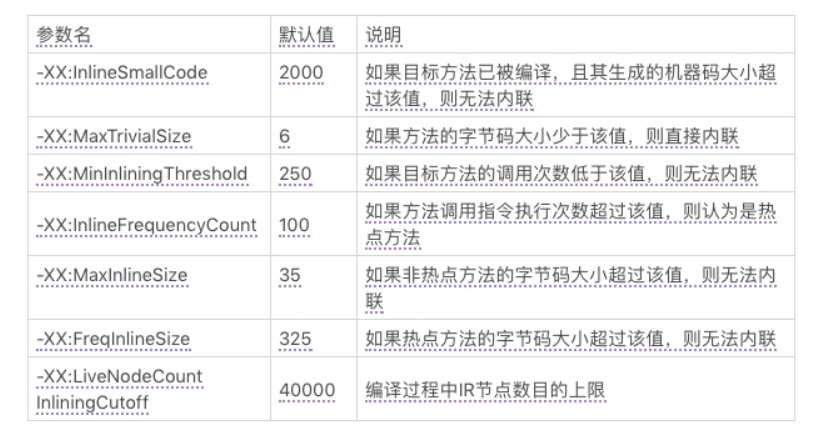 参数名 默认值 说明
-XX:InlineSmallCode 2000 如果目标方法已被编译，且其生成的机器码大小超
过该值，则无法内联
-XX:MaxTrivialSize 6 如果方法的字节码大小少于该值，则直接内联
-XX:MinInliningThreshold 250 如果目标方法的调用次数低于该值，则无法内联
-XX:InlineFrequencyCount 100 如果方法调用指令执行次数超过该值，则认为是热
点方法
-XX:MaxInlineSize 35 如果非热点方法的字节码大小超过该值，则无法内
联
-XX:FreqInlineSize 325 如果热点方法的字节码大小超过该值，则无法内联
-XX:LiveNodeCount
InliningCutoff 40000 编译过程中IR节点数目的上限